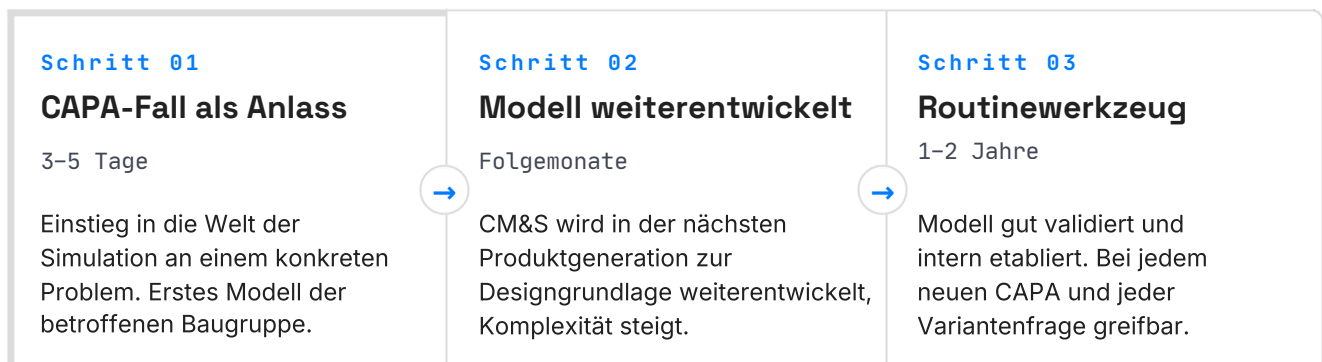 Schritt 01
CAPA-Fall als Anlass
3–5 Tage
Einstieg in die Welt der
Simulation an einem konkreten
Problem. Erstes Modell der
betroffenen Baugruppe.
→
Schritt 02
Modell weiterentwickelt
Folgemonate
CM&S wird in der nächsten
Produktgeneration zur
Designgrundlage weiterentwickelt,
Komplexität steigt.
→
Schritt 03
Routinewerkzeug
1–2 Jahre
Modell gut validiert und
intern etabliert. Bei jedem
neuen CAPA und jeder
Variantenfrage greifbar.